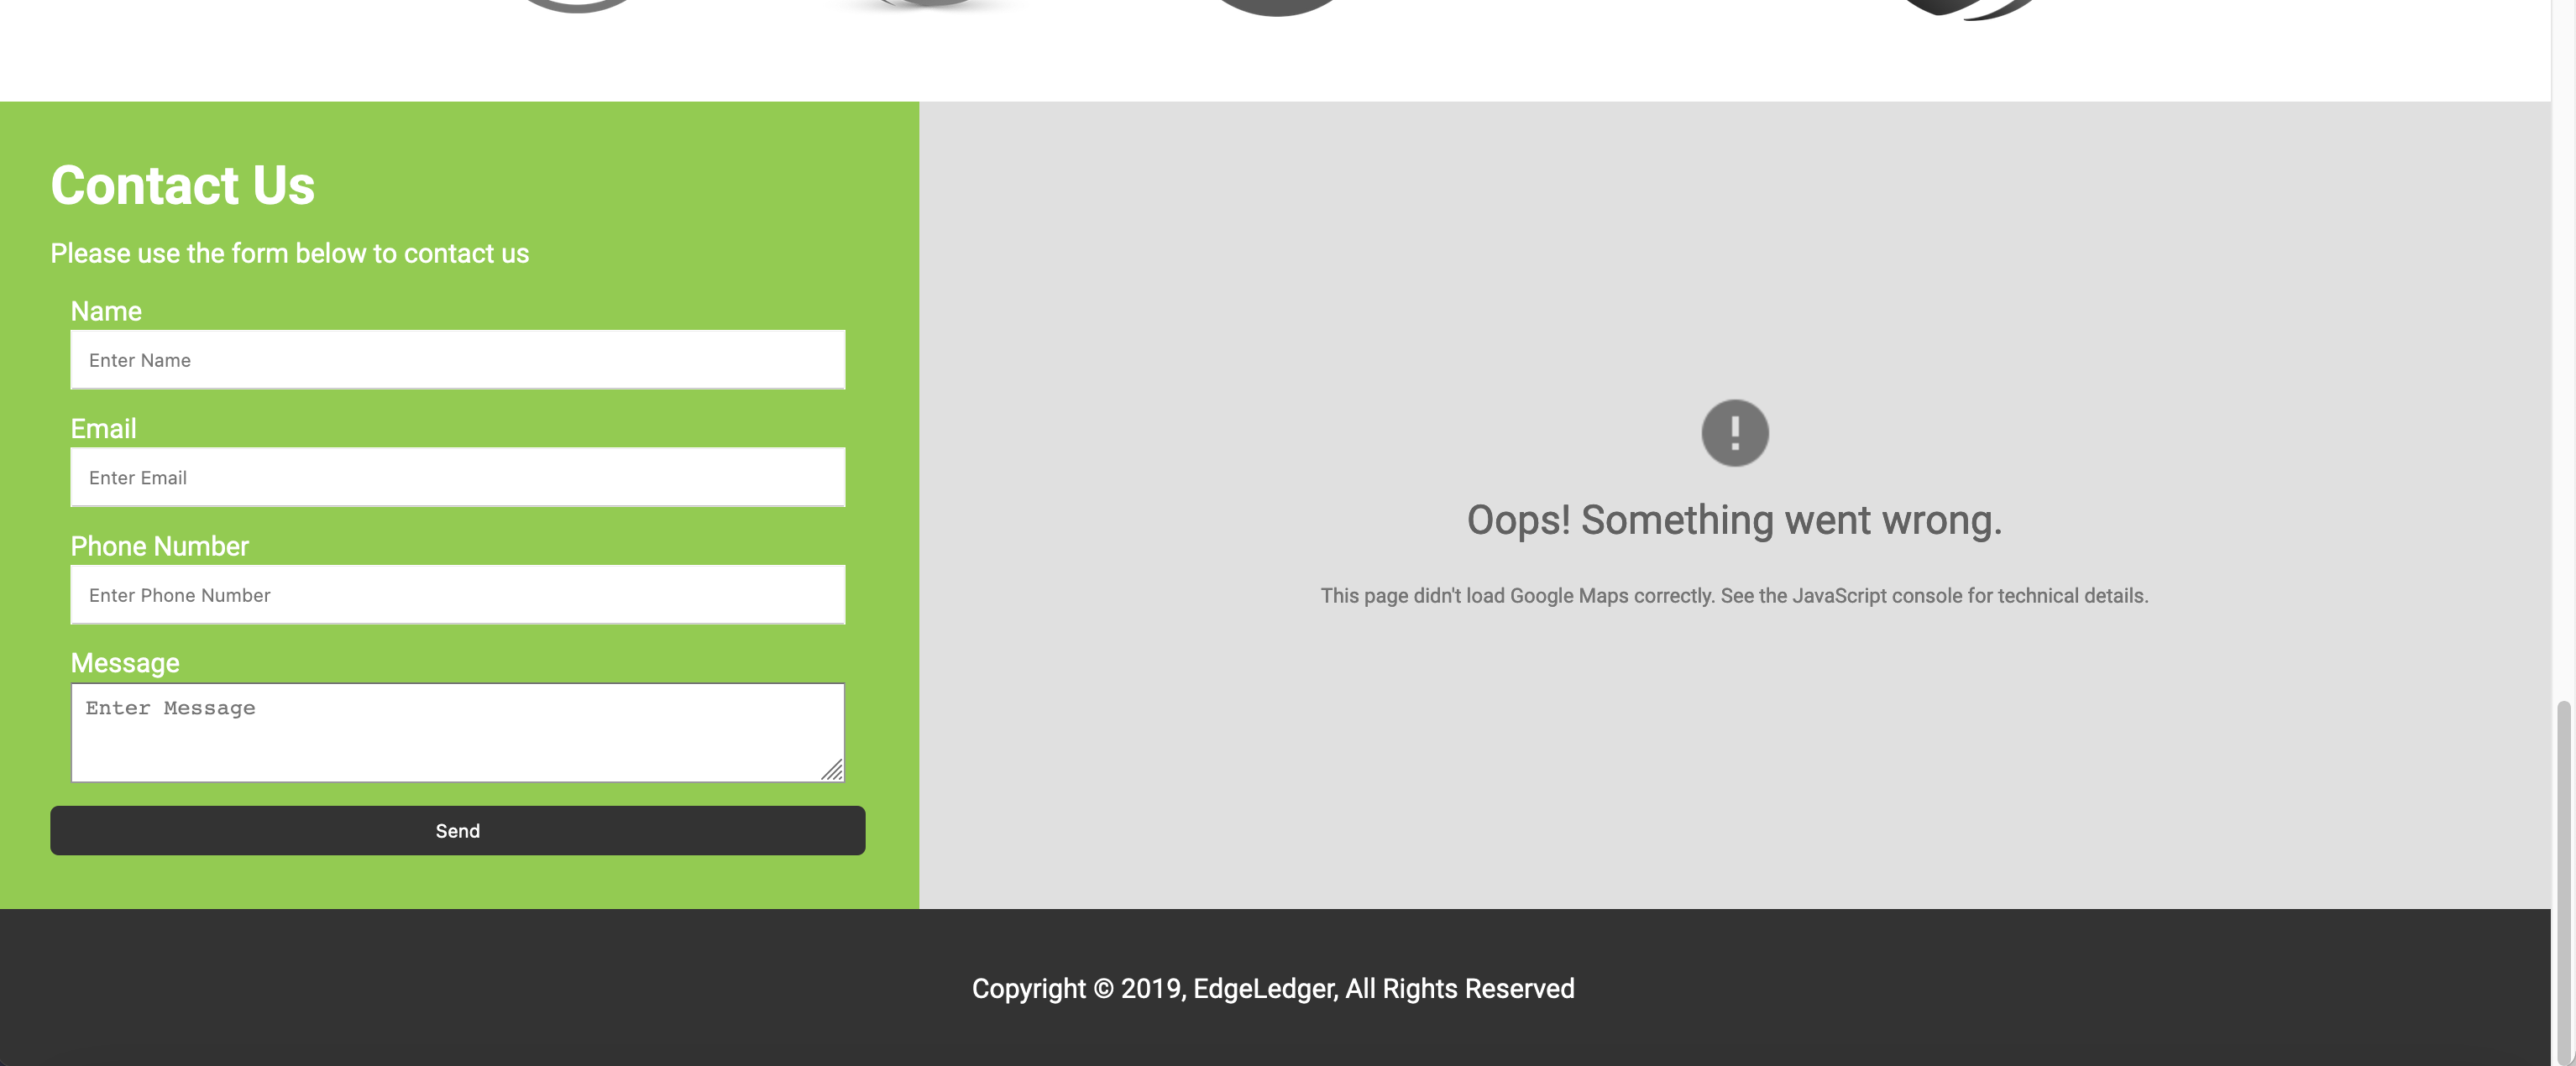 Contact Us
Please use the form below to contact us
Name
Enter Name
Email
Enter Email
Phone Number
Enter Phone Number
Message
Enter Message
Send
Oops! Something went wrong.
This page didn't load Google Maps correctly. See the JavaScript console for technical details.
Copyright © 2019, EdgeLedger, All Rights Reserved